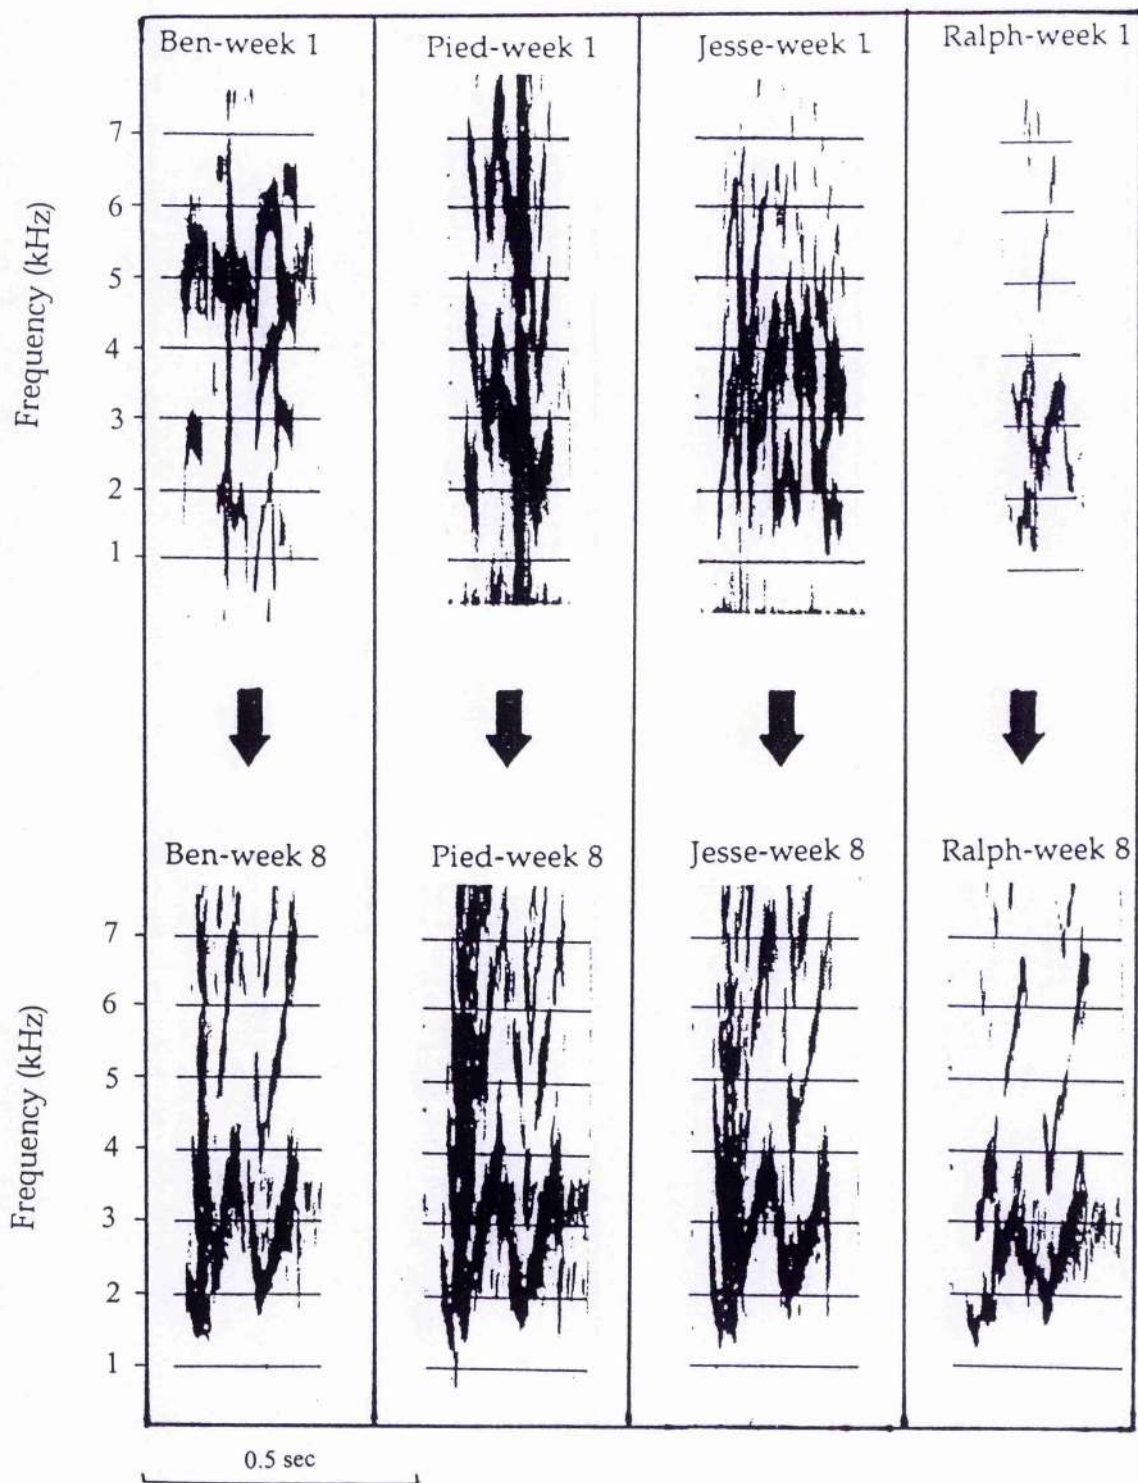 Ben-week 1
Pied-week 1
Jesse-week 1
Ralph-week 1
Frequency (kHz)
7
6
5
4
3
2
1
Ben-week 8
Pied-week 8
Jesse-week 8
Ralph-week 8
Frequency (kHz)
7
6
5
4
3
2
1
0.5 sec